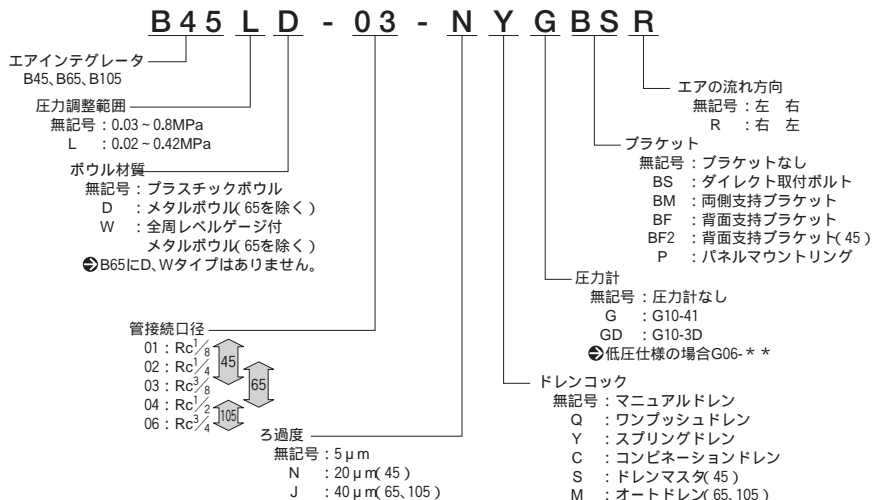 B45LD-03-NYGBSR
エアインテグレータ
B45、B65、B105
圧力調整範囲
無記号：0.03～0.8MPa
L：0.02～0.42MPa
ボウル材質
無記号：プラスチックボウル
D：メタルボウル(65を除く)
W：全周レベルゲージ付
メタルボウル(65を除く)
➲B65にD、Wタイプはありません。
管接続口径
01：Rc1/8
02：Rc1/4
03：Rc3/8
04：Rc1/2
06：Rc3/4
45
65
105
ろ過度
無記号：5μm
N：20μm(45)
J：40μm(65、105)
エアの流れ方向
無記号：左 右
R：右 左
ブラケット
無記号：ブラケットなし
BS：ダイレクト取付ボルト
BM：両側支持ブラケット
BF：背面支持ブラケット
BF2：背面支持ブラケット(45)
P：パネルマウントリング
圧力計
無記号：圧力計なし
G：G10-41
GD：G10-3D
➲低圧仕様の場合G06-＊＊
ドレンコック
無記号：マニュアルドレン
Q：ワンプッシュドレン
Y：スプリングドレン
C：コンビネーションドレン
S：ドレンマスタ(45)
M：オートドレン(65、105)